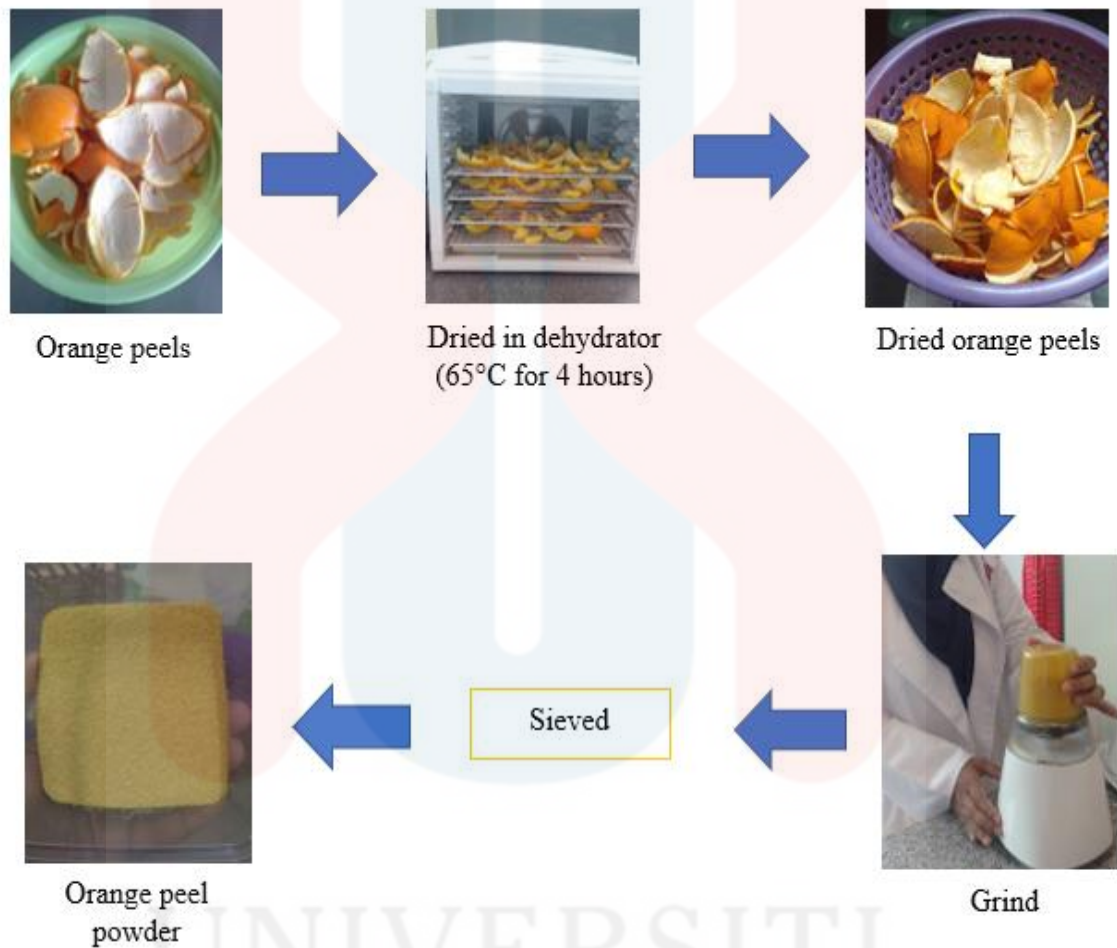 Orange peels
Dried in dehydrator
(65°C for 4 hours)
Dried orange peels
Grind
Sieved
Orange peel
powder
UNIVERSITI